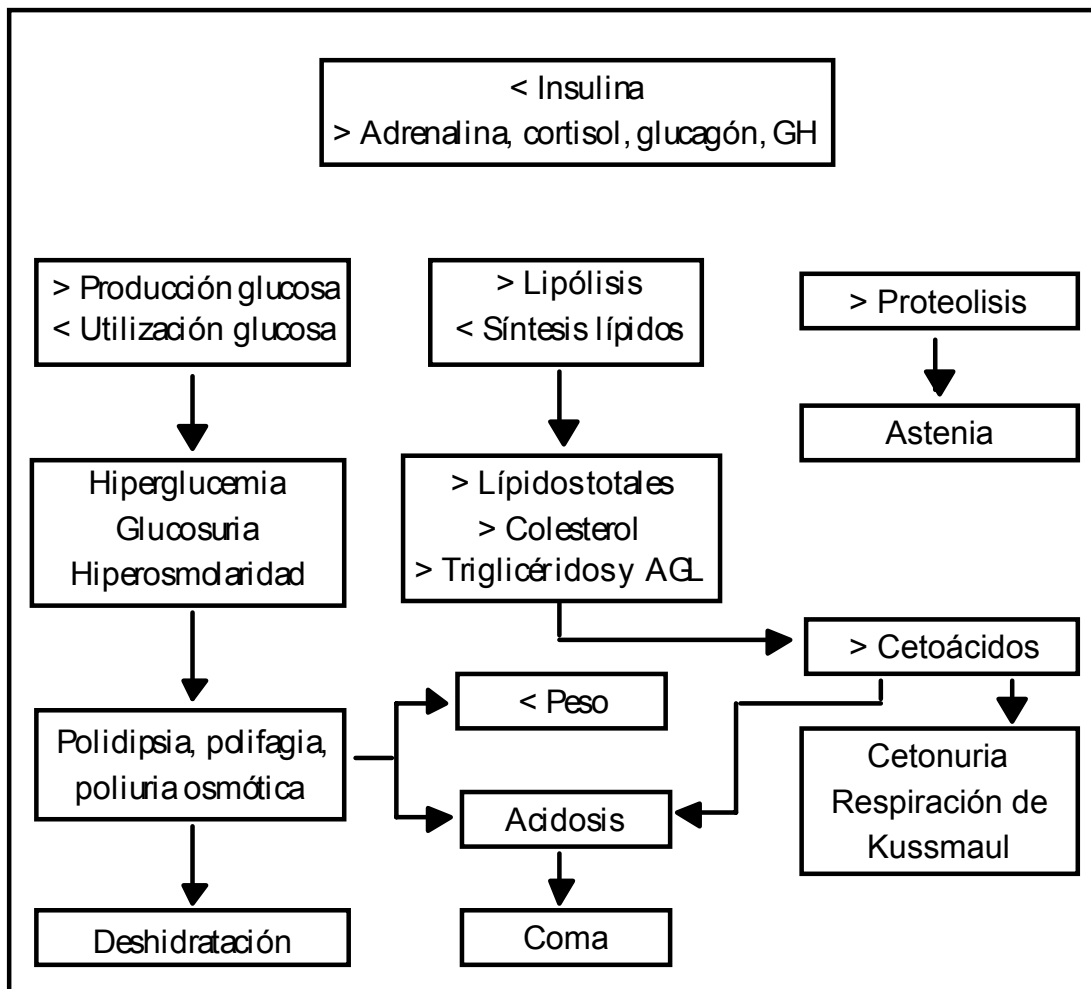 < Insulina
> Adrenalina, cortisol, glucagón, GH
> Producción glucosa
< Utilización glucosa
> Lipólisis
< Síntesis lípidos
> Proteolisis
Astenia
Hiperglucemia
Glucosuria
Hiperosmolaridad
> Lípidos totales
> Colesterol
> Triglicéridos y AGL
> Cetoácidos
< Peso
Polidipsia, polifagia,
poliuria osmótica
Cetonuria
Respiración de
Kussmaul
Acidosis
Deshidratación
Coma